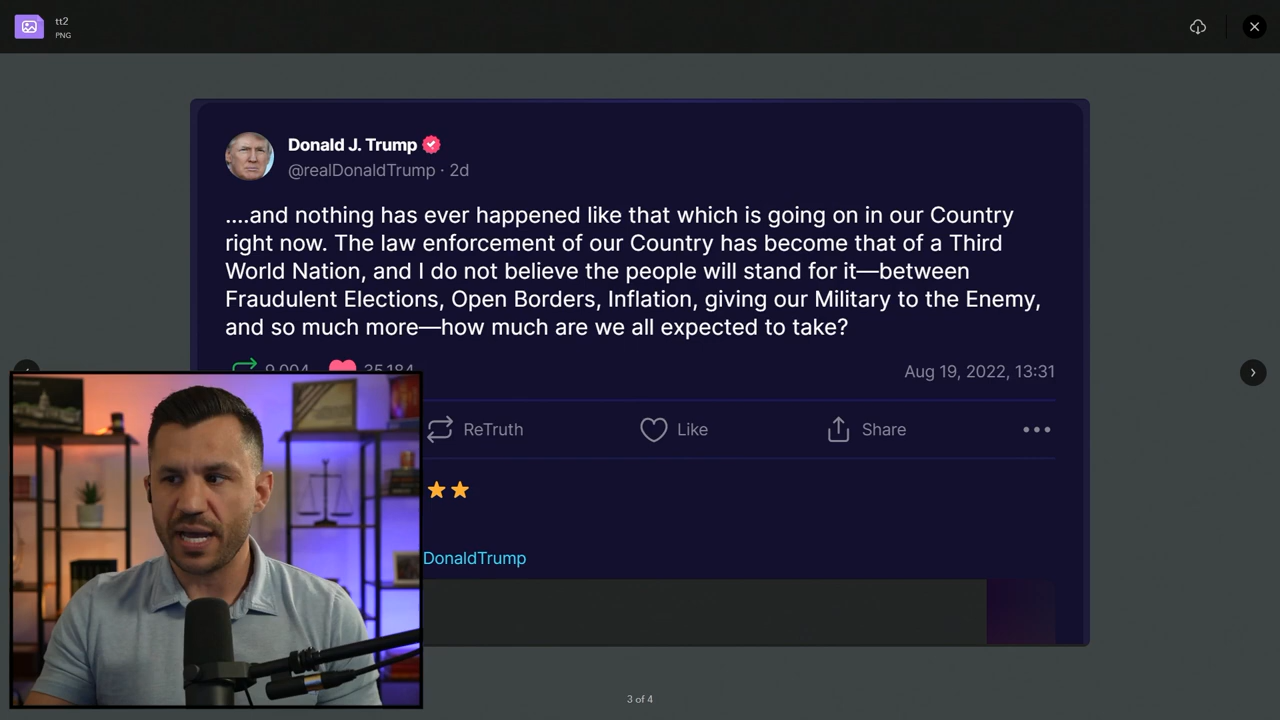 tt2
PNG
Donald J. Trump
@realDonaldTrump · 2d
....and nothing has ever happened like that which is going on in our Country
right now. The law enforcement of our Country has become that of a Third
World Nation, and I do not believe the people will stand for it—between
Fraudulent Elections, Open Borders, Inflation, giving our Military to the Enemy,
and so much more—how much are we all expected to take?
9,004 35,184 Aug 19, 2022, 13:31
ReTruth Like Share
DonaldTrump
3 of 4